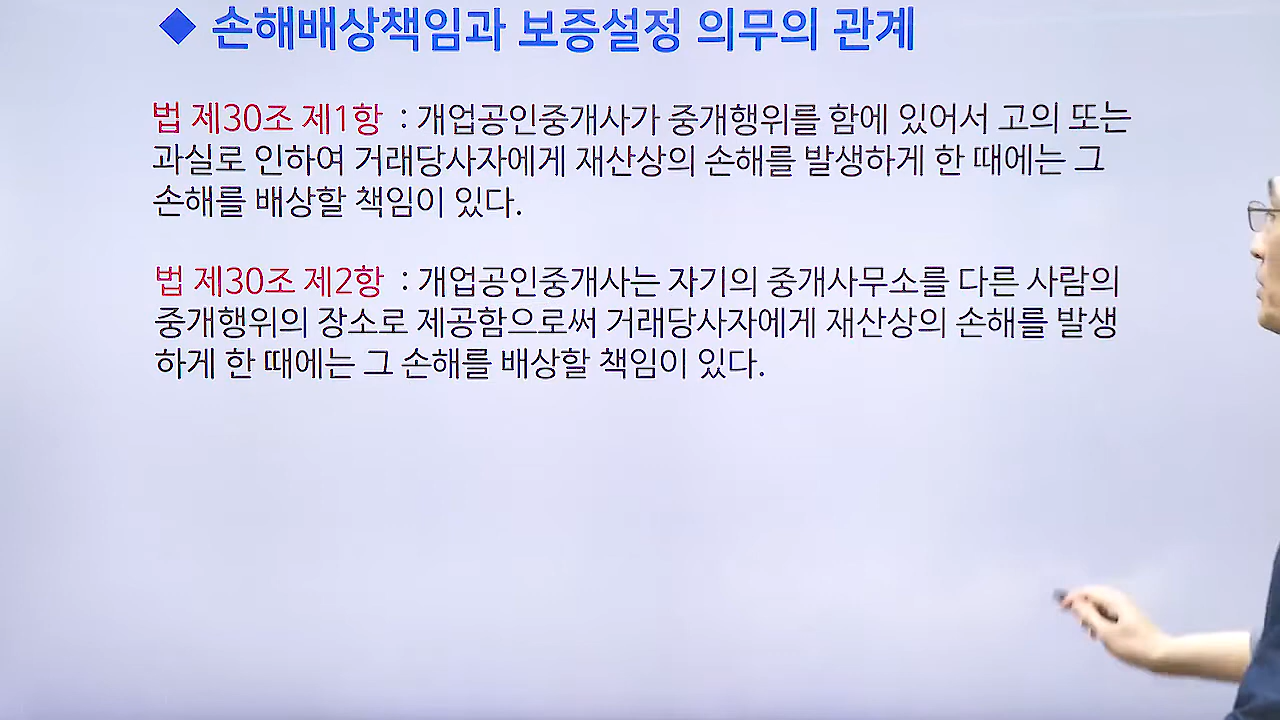 ◆ 손해배상책임과 보증설정 의무의 관계
법 제30조 제1항 : 개업공인중개사가 중개행위를 함에 있어서 고의 또는
과실로 인하여 거래당사자에게 재산상의 손해를 발생하게 한 때에는 그
손해를 배상할 책임이 있다.
법 제30조 제2항 : 개업공인중개사는 자기의 중개사무소를 다른 사람의
중개행위의 장소로 제공함으로써 거래당사자에게 재산상의 손해를 발생
하게 한 때에는 그 손해를 배상할 책임이 있다.